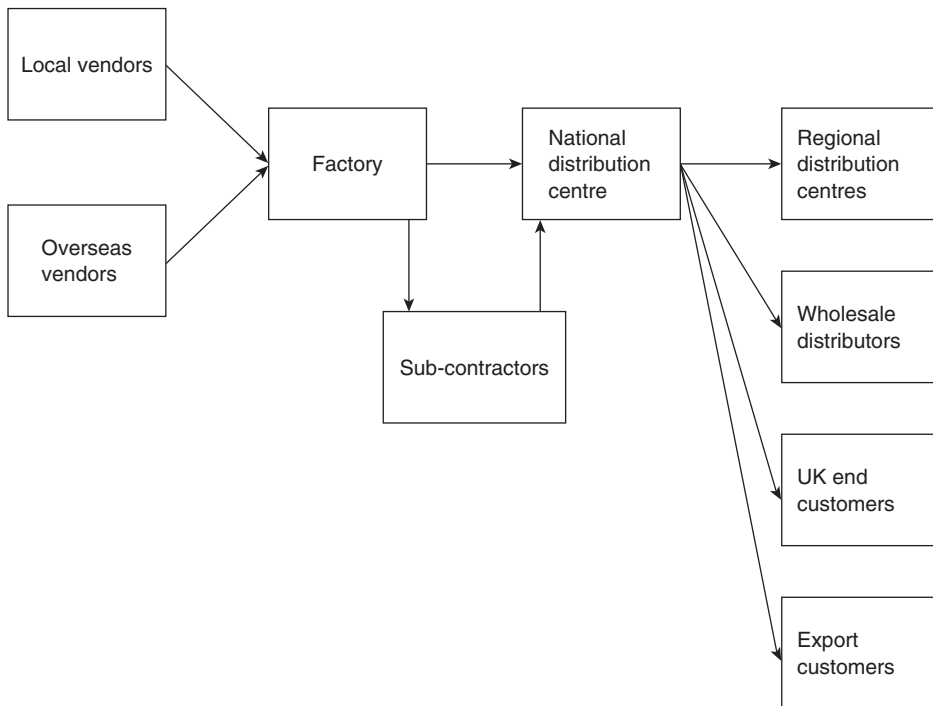 Local vendors
Overseas
vendors
Factory
Sub-contractors
National
distribution
centre
Regional
distribution
centres
Wholesale
distributors
UK end
customers
Export
customers